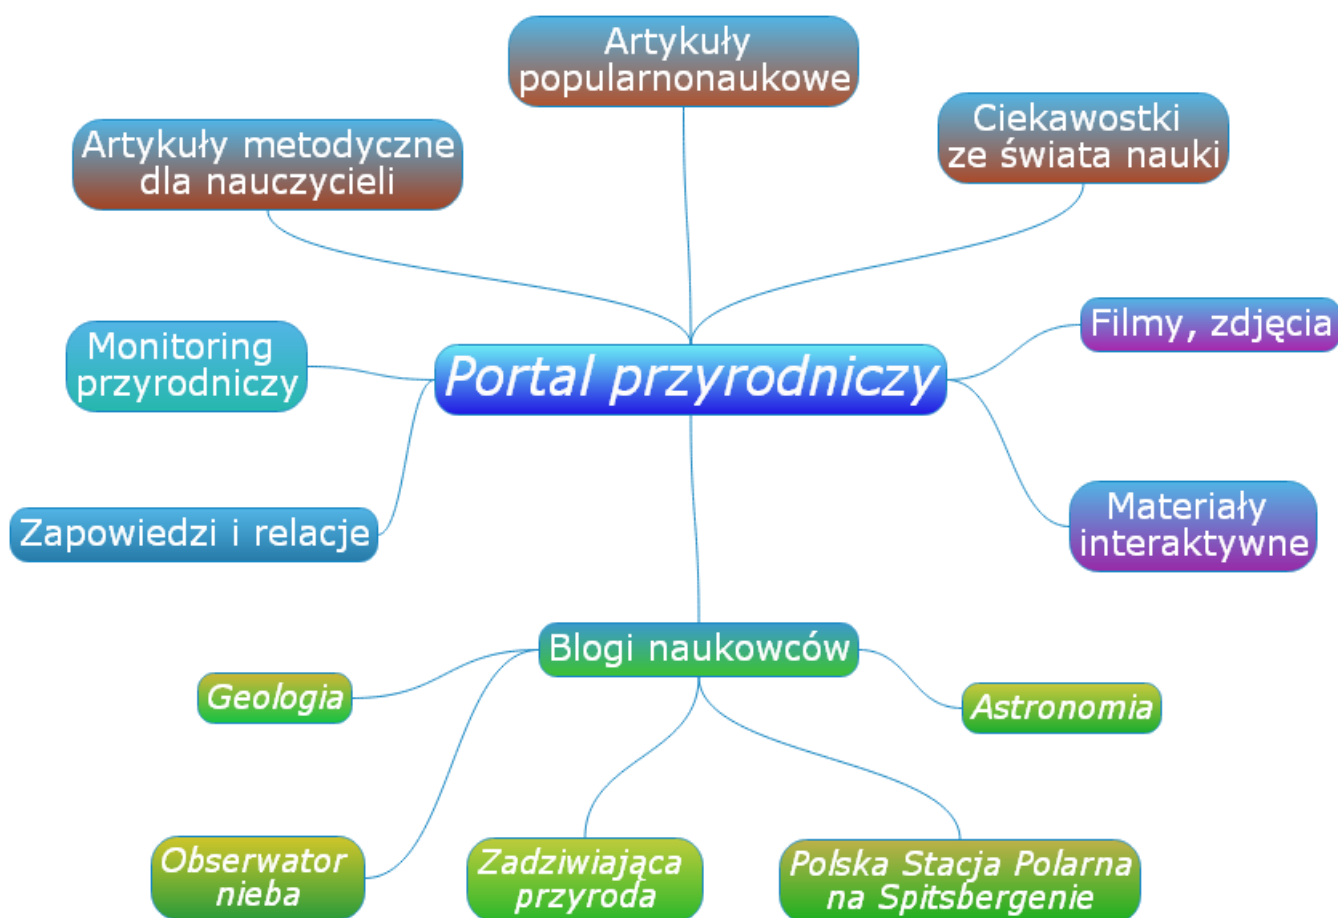 Artykuły
popularnonaukowe
Ciekawostki
ze świata nauki
Artykuły metodyczne
dla nauczycieli
Filmy, zdjęcia
Monitoring
przyrodniczy
Portal przyrodniczy
Materiały
interaktywne
Zapowiedzi i relacje
Blogi naukowców
Geologia
Astronomia
Obserwator
nieba
Zadziwiająca
przyroda
Polska Stacja Polarna
na Spitsbergenie